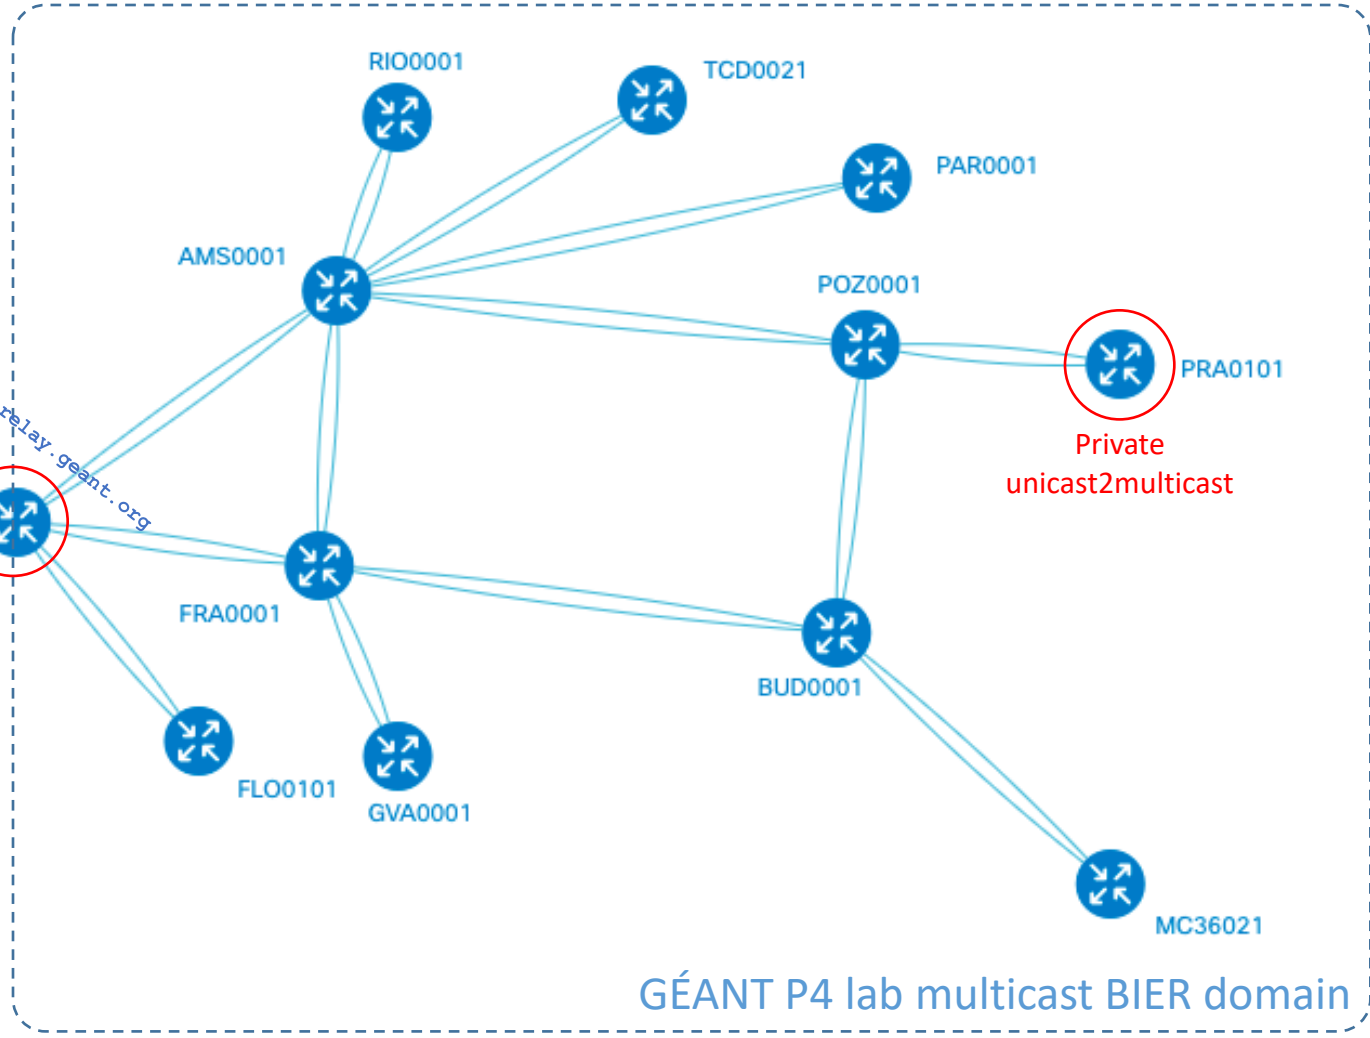 RIO0001
TCD0021
PAR0001
AMS0001
POZ0001
PRA0101
Private
unicast2multicast
relay.geant.org
FRA0001
BUD0001
FLO0101
GVA0001
MC36021
GÉANT P4 lab multicast BIER domain